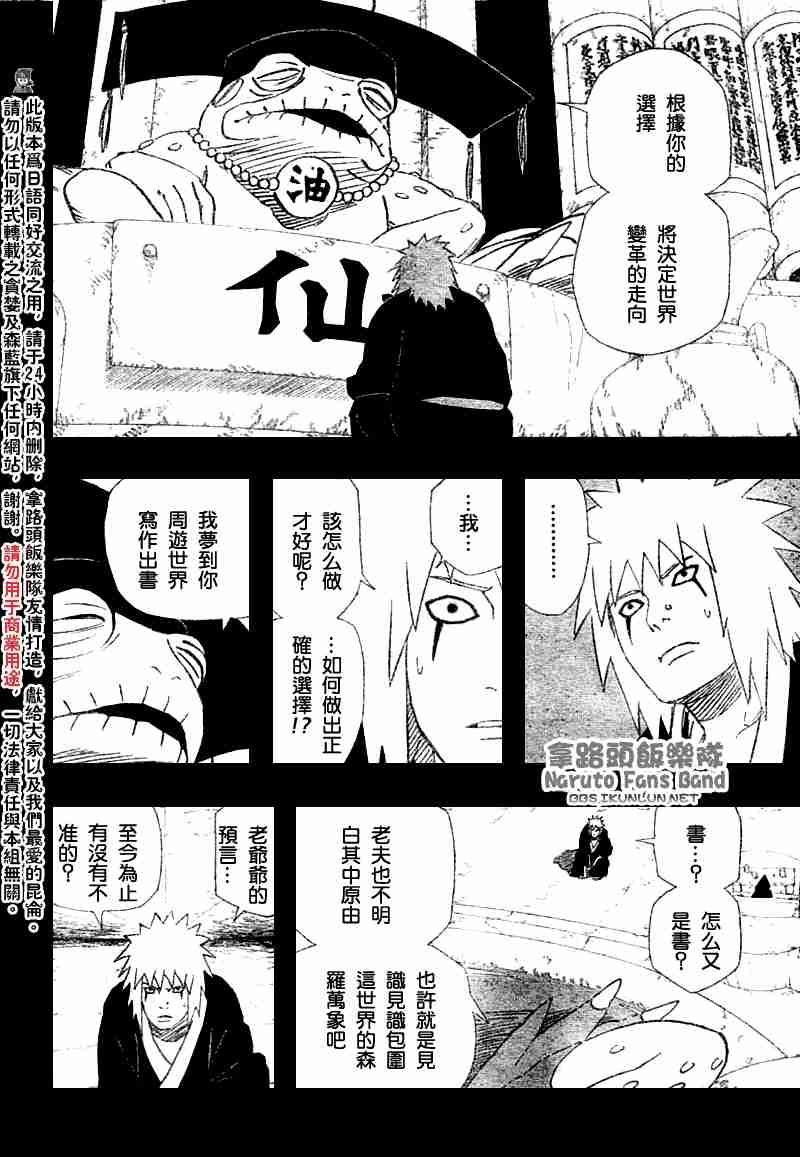 根據你的
選擇
將決定世界
變革的走向
油
仙
…………
…我…
該怎么做
才好呢？
…如何做出正
確的選擇!?
我夢到你
周遊世界
寫作出書
書…？
怎么又
是書？
老夫也不明
白其中原由
也許就是見
識見識包圍
這世界的森
羅萬象吧
老爺爺的
預言…
至今為止
有沒有不
准的？
拿路頭飯樂隊
Naruto Fans Band
BBS.IKUNLUN.NET
此版本爲日語同好交流之用，請于24小時內刪除，拿路頭飯樂隊友情打造，獻給大家以及我們最愛的昆侖。
請勿以任何形式轉載之貪婪及森藍旗下任何網站，謝謝。請勿用于商業用途，一切法律責任與本組無關。